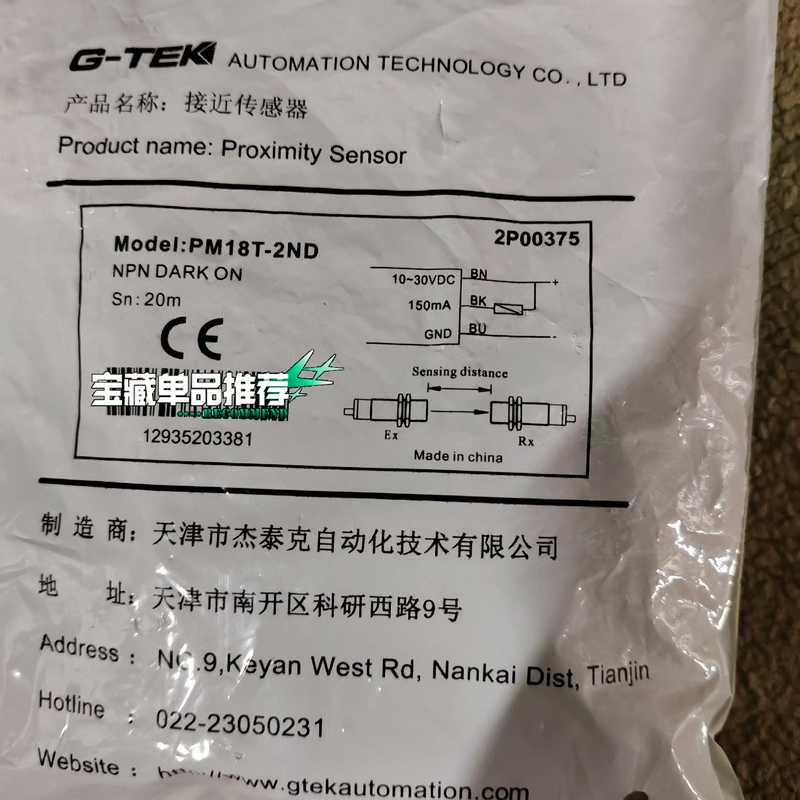 G-TEK AUTOMATION TECHNOLOGY CO.,LTD
产品名称：接近传感器
Product name: Proximity Sensor
Model:PM18T-2ND
2P00375
NPN DARK ON
Sn: 20m
10~30VDC BN +
150mA BK
GND BU -
CE
Sensing distance
宝藏单品推荐
....RECOMMEND
Ex Rx
12935203381
Made in china
制造商：天津市杰泰克自动化技术有限公司
地址：天津市南开区科研西路9号
Address: NO.9,Keyan West Rd, Nankai Dist, Tianjin
Hotline : 022-23050231
Website : http://www.gtekautomation.com